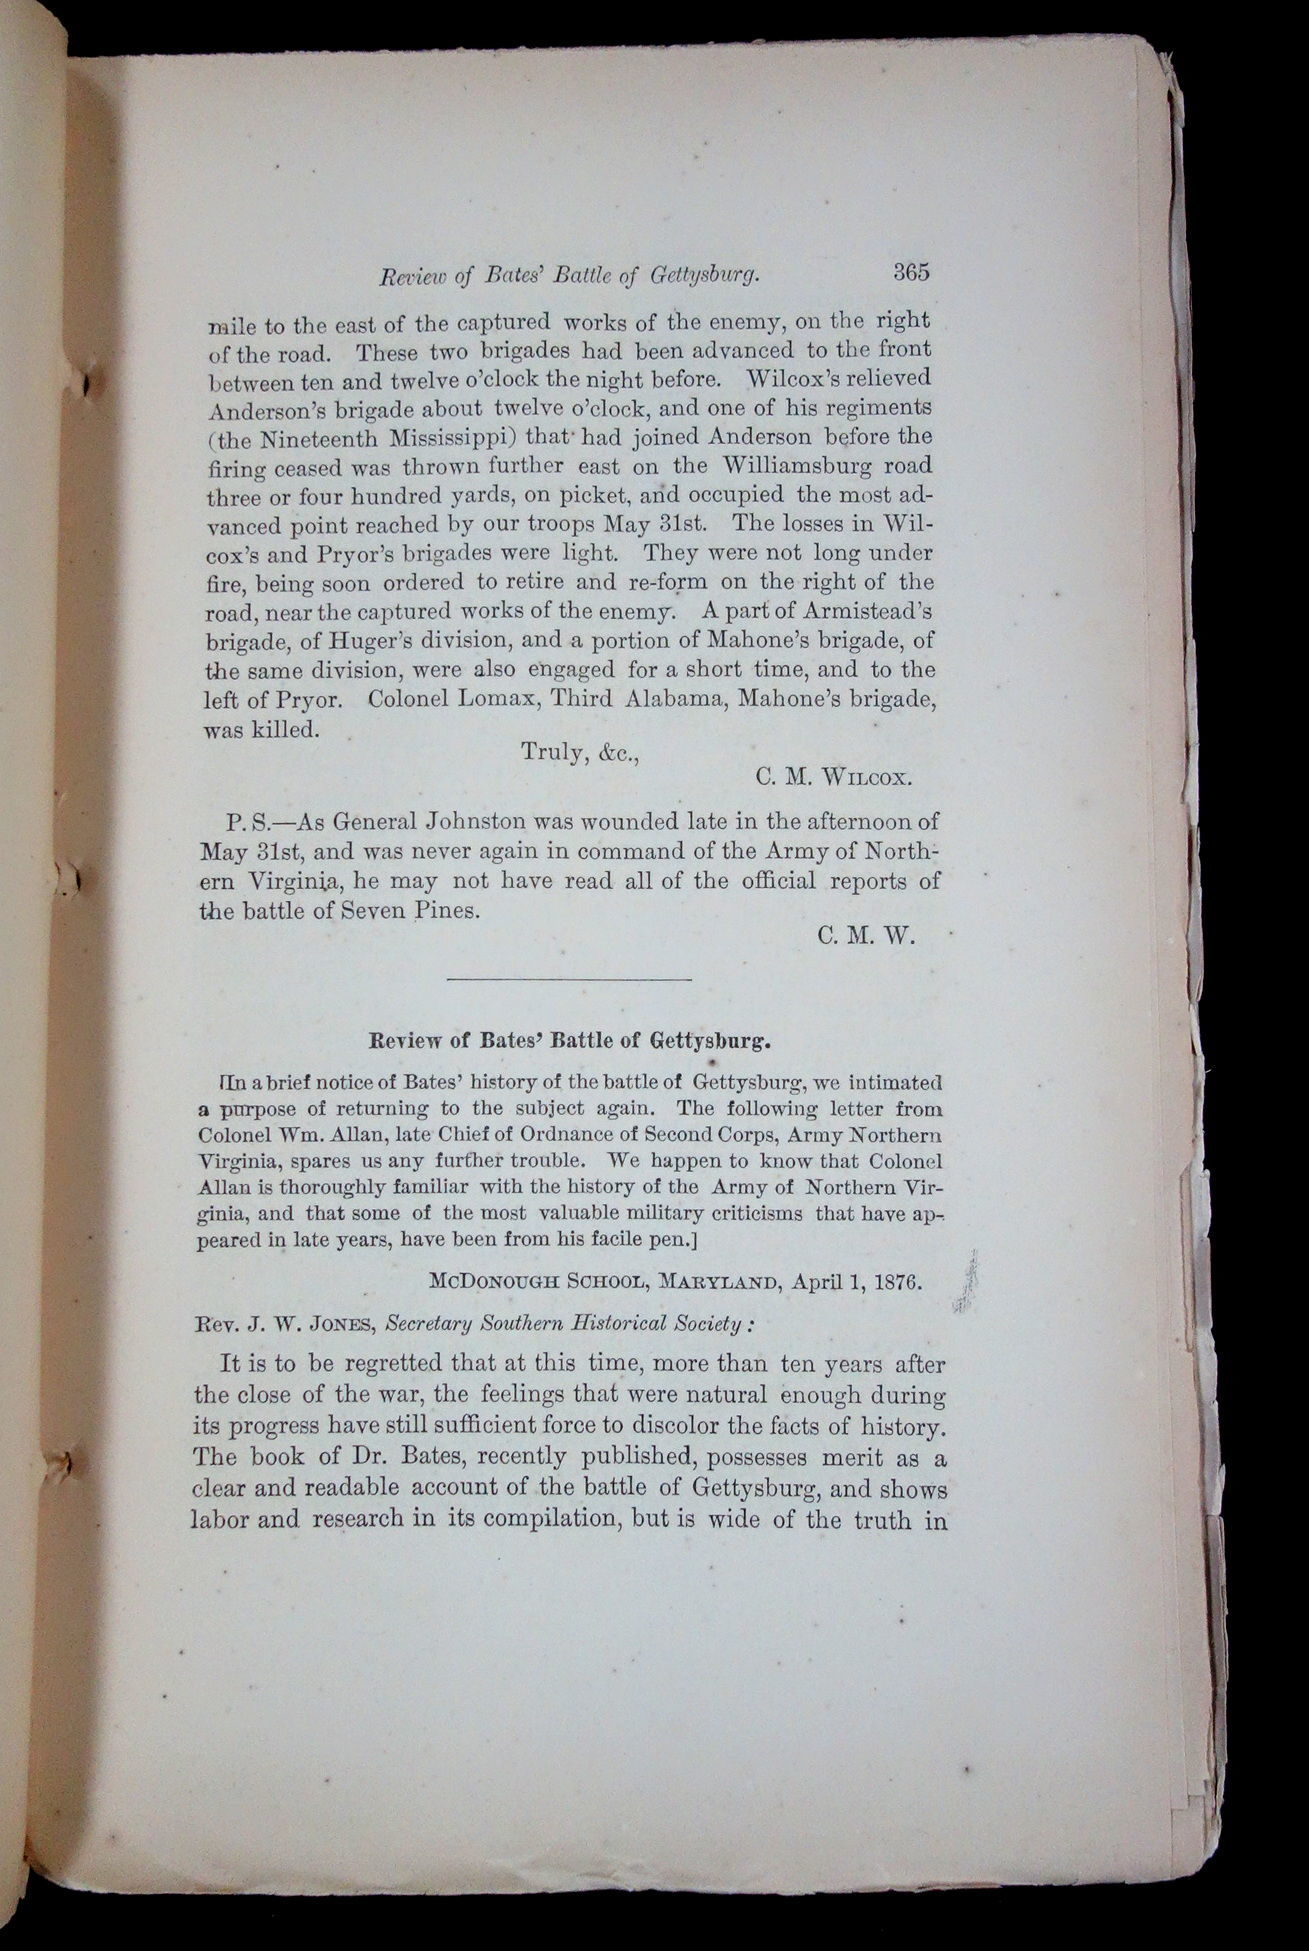 Review of Bates' Battle of Gettysburg. 365
mile to the east of the captured works of the enemy, on the right
of the road. These two brigades had been advanced to the front
between ten and twelve o'clock the night before. Wilcox's relieved
Anderson's brigade about twelve o'clock, and one of his regiments
(the Nineteenth Mississippi) that had joined Anderson before the
firing ceased was thrown further east on the Williamsburg road
three or four hundred yards, on picket, and occupied the most ad-
vanced point reached by our troops May 31st. The losses in Wil-
cox's and Pryor's brigades were light. They were not long under
fire, being soon ordered to retire and re-form on the right of the
road, near the captured works of the enemy. A part of Armistead's
brigade, of Huger's division, and a portion of Mahone's brigade, of
the same division, were also engaged for a short time, and to the
left of Pryor. Colonel Lomax, Third Alabama, Mahone's brigade,
was killed.
Truly, &c.,
C. M. WILCOX.
P. S.—As General Johnston was wounded late in the afternoon of
May 31st, and was never again in command of the Army of North-
ern Virginia, he may not have read all of the official reports of
the battle of Seven Pines.
C. M. W.
Review of Bates' Battle of Gettysburg.
[In a brief notice of Bates' history of the battle of Gettysburg, we intimated
a purpose of returning to the subject again. The following letter from
Colonel Wm. Allan, late Chief of Ordnance of Second Corps, Army Northern
Virginia, spares us any further trouble. We happen to know that Colonel
Allan is thoroughly familiar with the history of the Army of Northern Vir-
ginia, and that some of the most valuable military criticisms that have ap-
peared in late years, have been from his facile pen.]
MCDONOUGH SCHOOL, MARYLAND, April 1, 1876.
Rev. J. W. JONES, Secretary Southern Historical Society:
It is to be regretted that at this time, more than ten years after
the close of the war, the feelings that were natural enough during
its progress have still sufficient force to discolor the facts of history.
The book of Dr. Bates, recently published, possesses merit as a
clear and readable account of the battle of Gettysburg, and shows
labor and research in its compilation, but is wide of the truth in